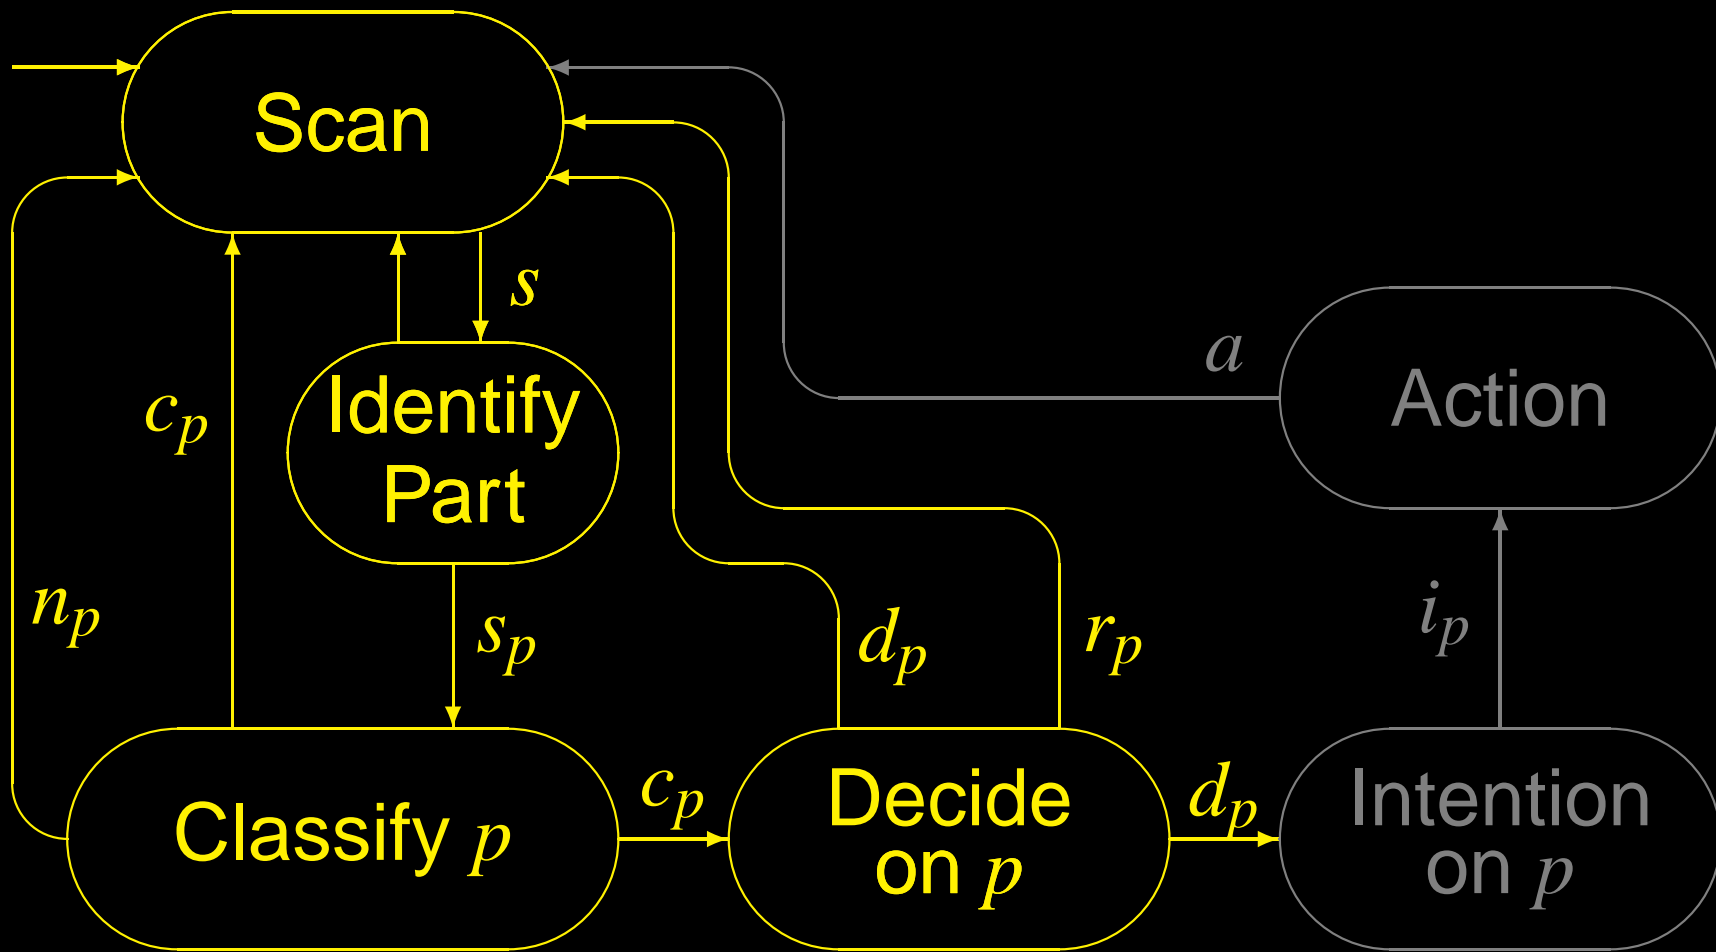 Scan
s
Identify
Part
a
Action
c_p
n_p
s_p
d_p
r_p
i_p
Classify p
c_p
Decide
on p
d_p
Intention
on p